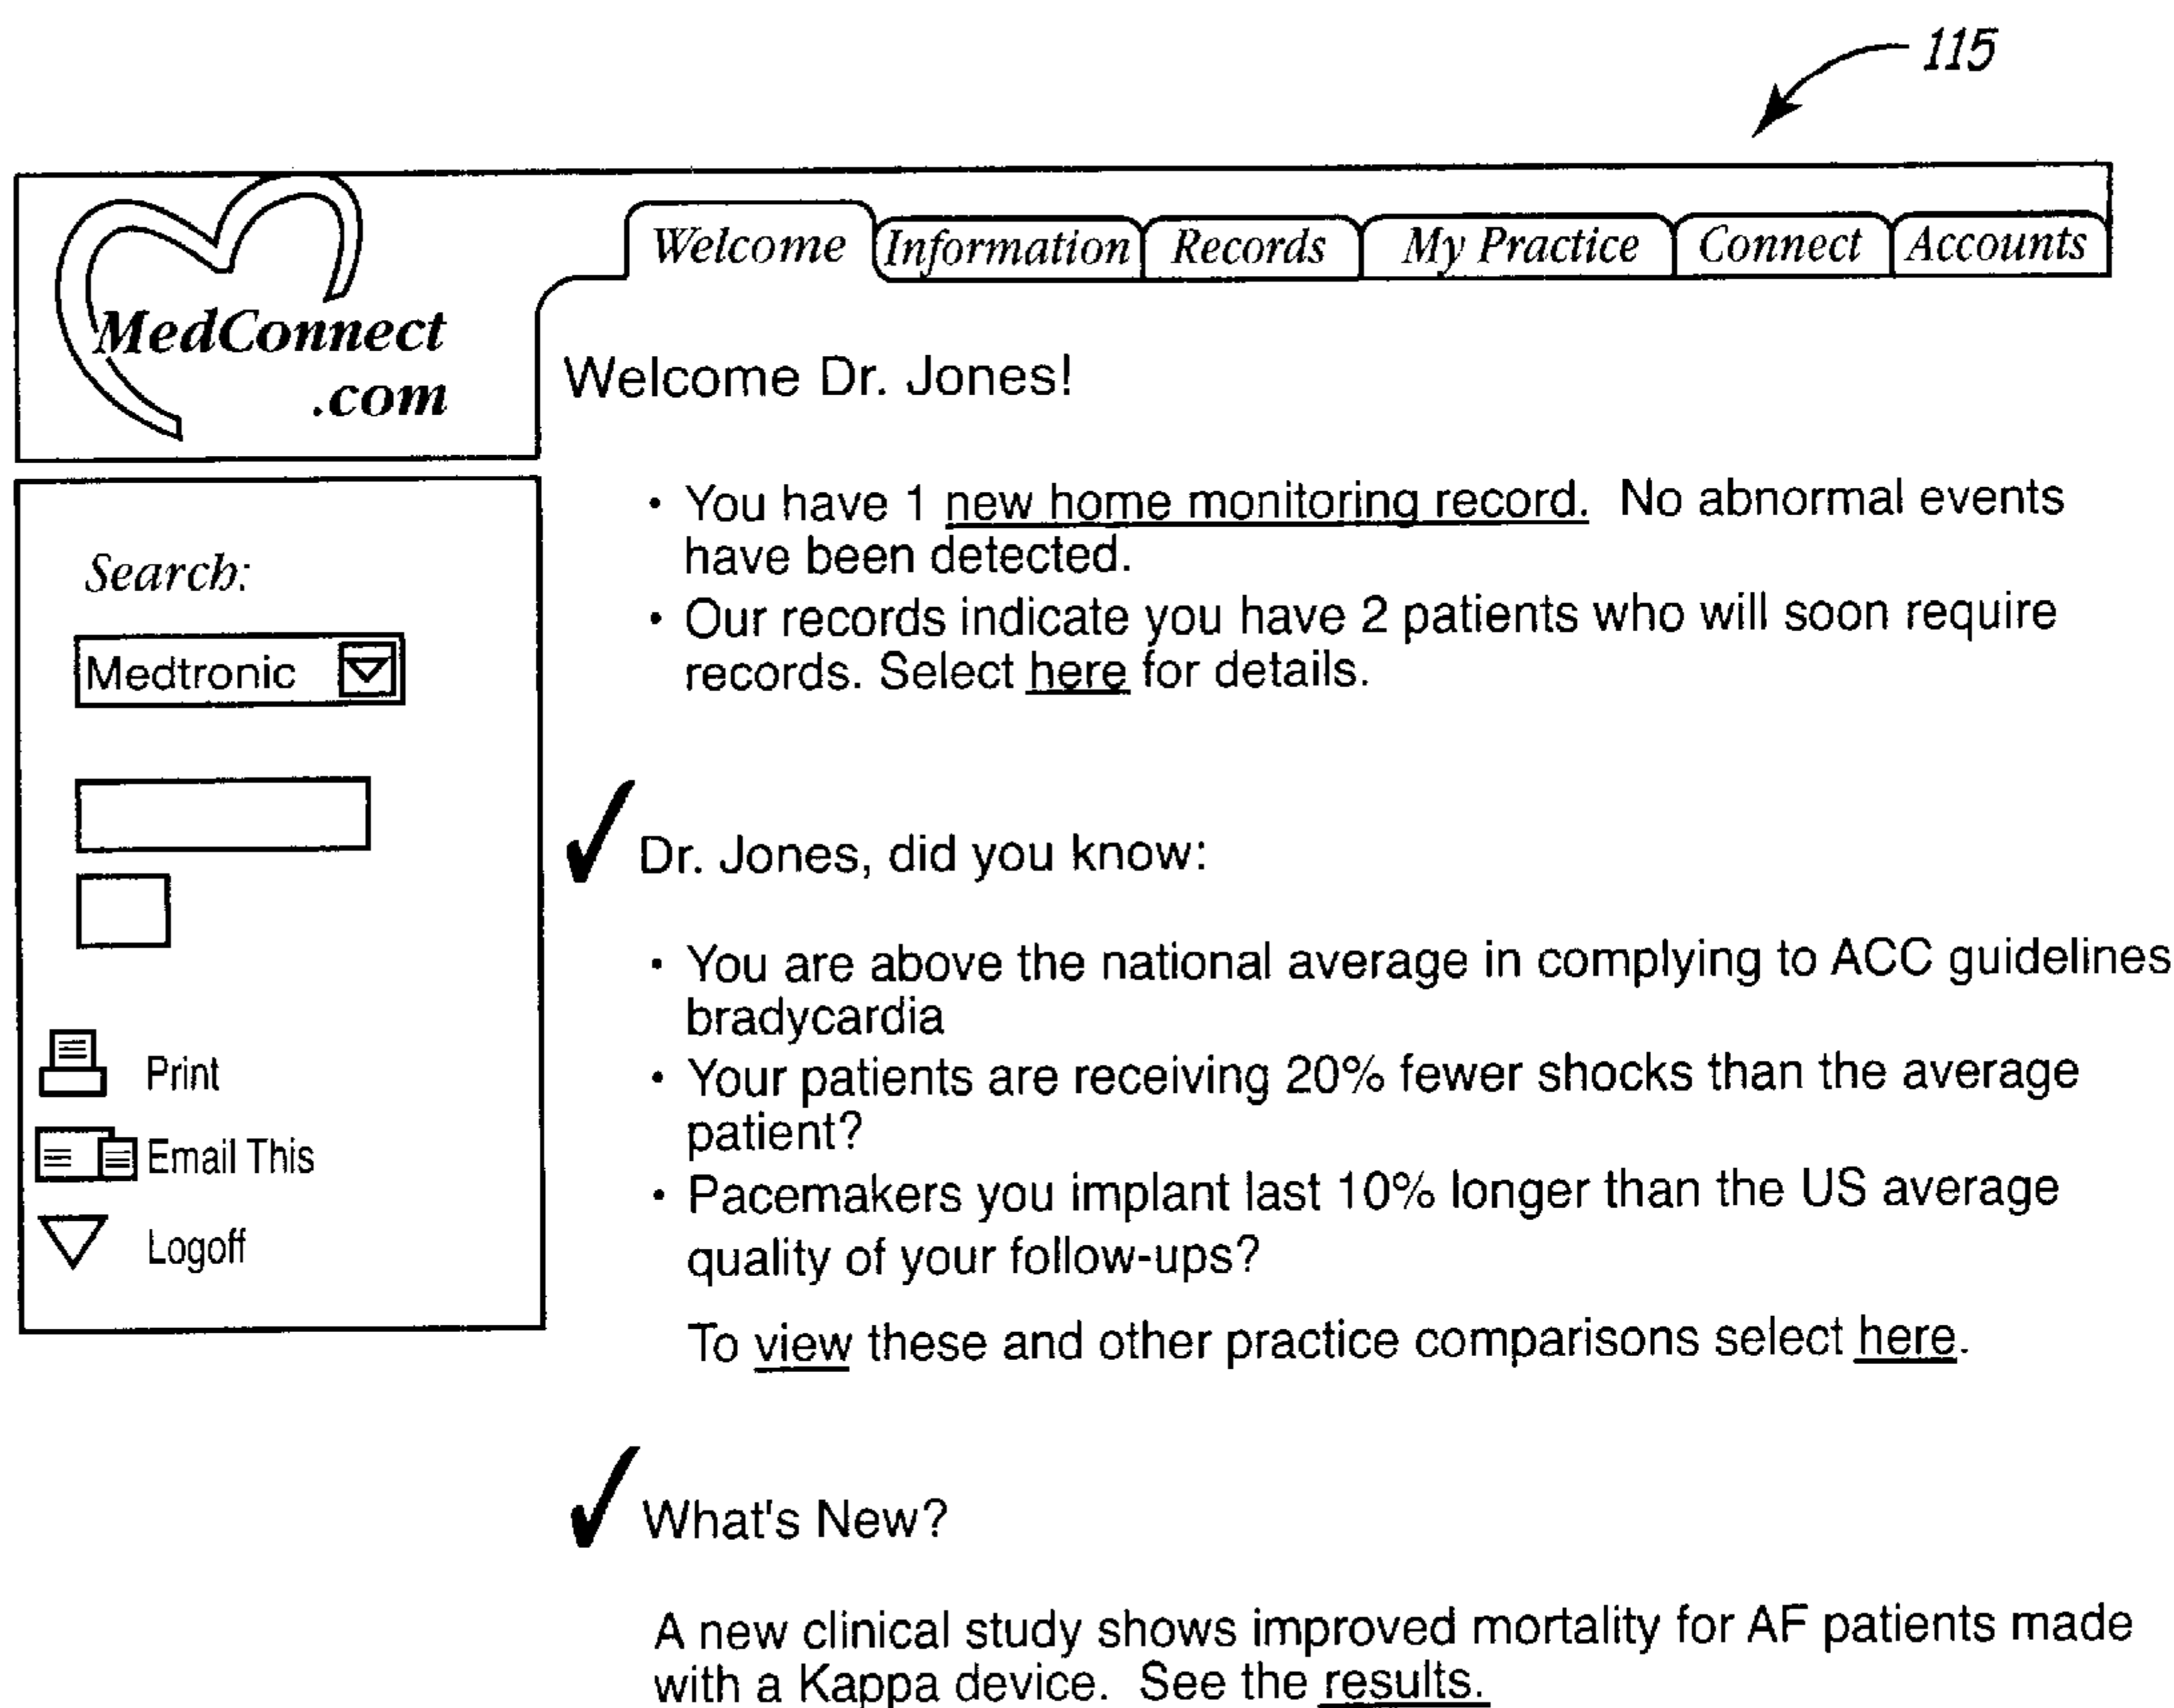 115
MedConnect
.com
Welcome Information Records My Practice Connect Accounts
Welcome Dr. Jones!
• You have 1 new home monitoring record. No abnormal events
have been detected.
• Our records indicate you have 2 patients who will soon require
records. Select here for details.
Search:
Medtronic
Print
Email This
Logoff
Dr. Jones, did you know:
• You are above the national average in complying to ACC guidelines
bradycardia
• Your patients are receiving 20% fewer shocks than the average
patient?
• Pacemakers you implant last 10% longer than the US average
quality of your follow-ups?
To view these and other practice comparisons select here.
What's New?
A new clinical study shows improved mortality for AF patients made
with a Kappa device. See the results.